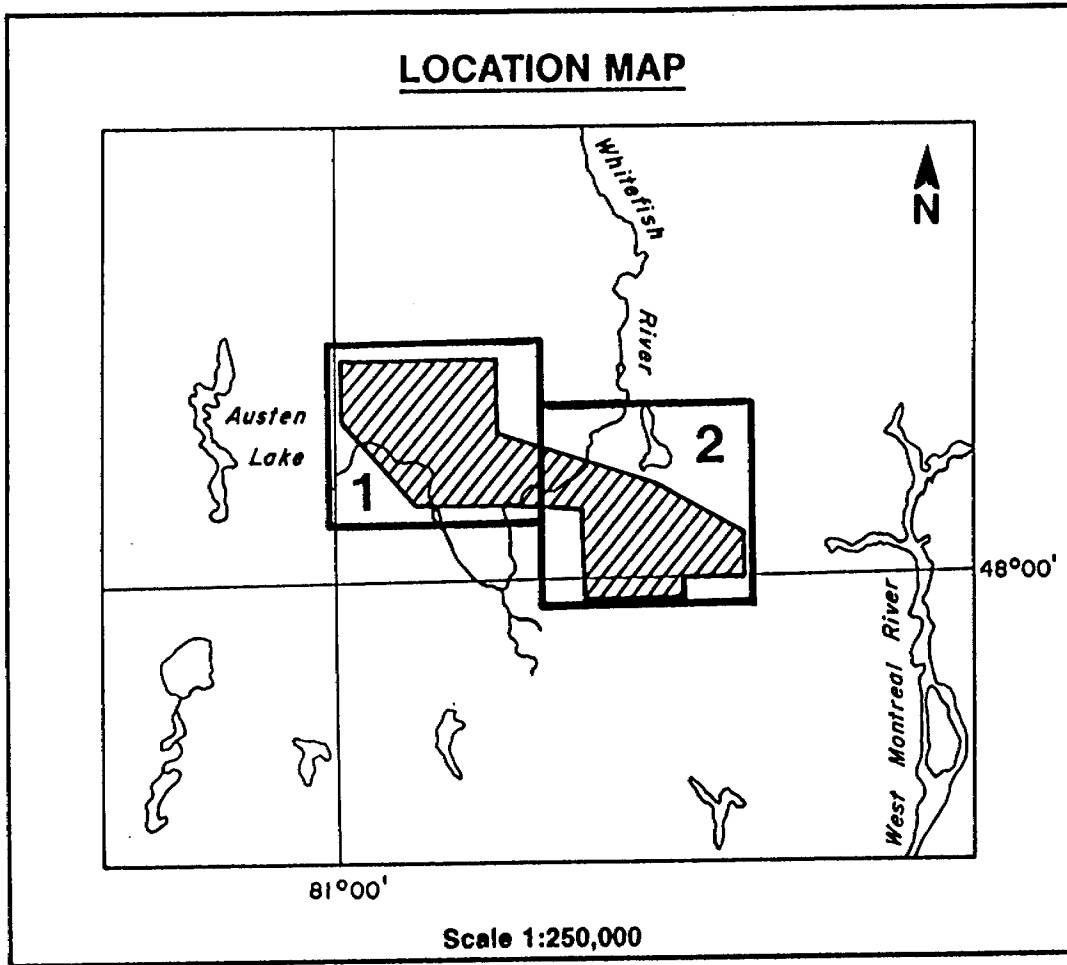 LOCATION MAP
N
Whitefish
River
Austen
Lake
1
2
48°00'
West Montreal River
81°00'
Scale 1:250,000